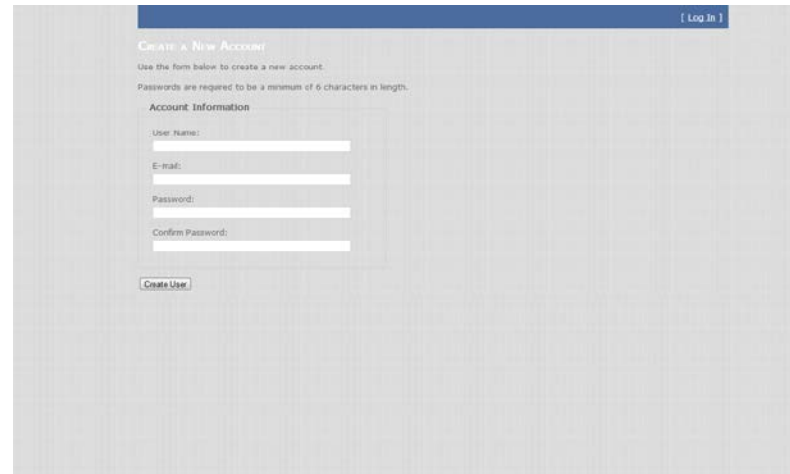 [ Log In ]
Create a New Account
Use the form below to create a new account.
Passwords are required to be a minimum of 6 characters in length.
Account Information
User Name:
E-mail:
Password:
Confirm Password:
Create User